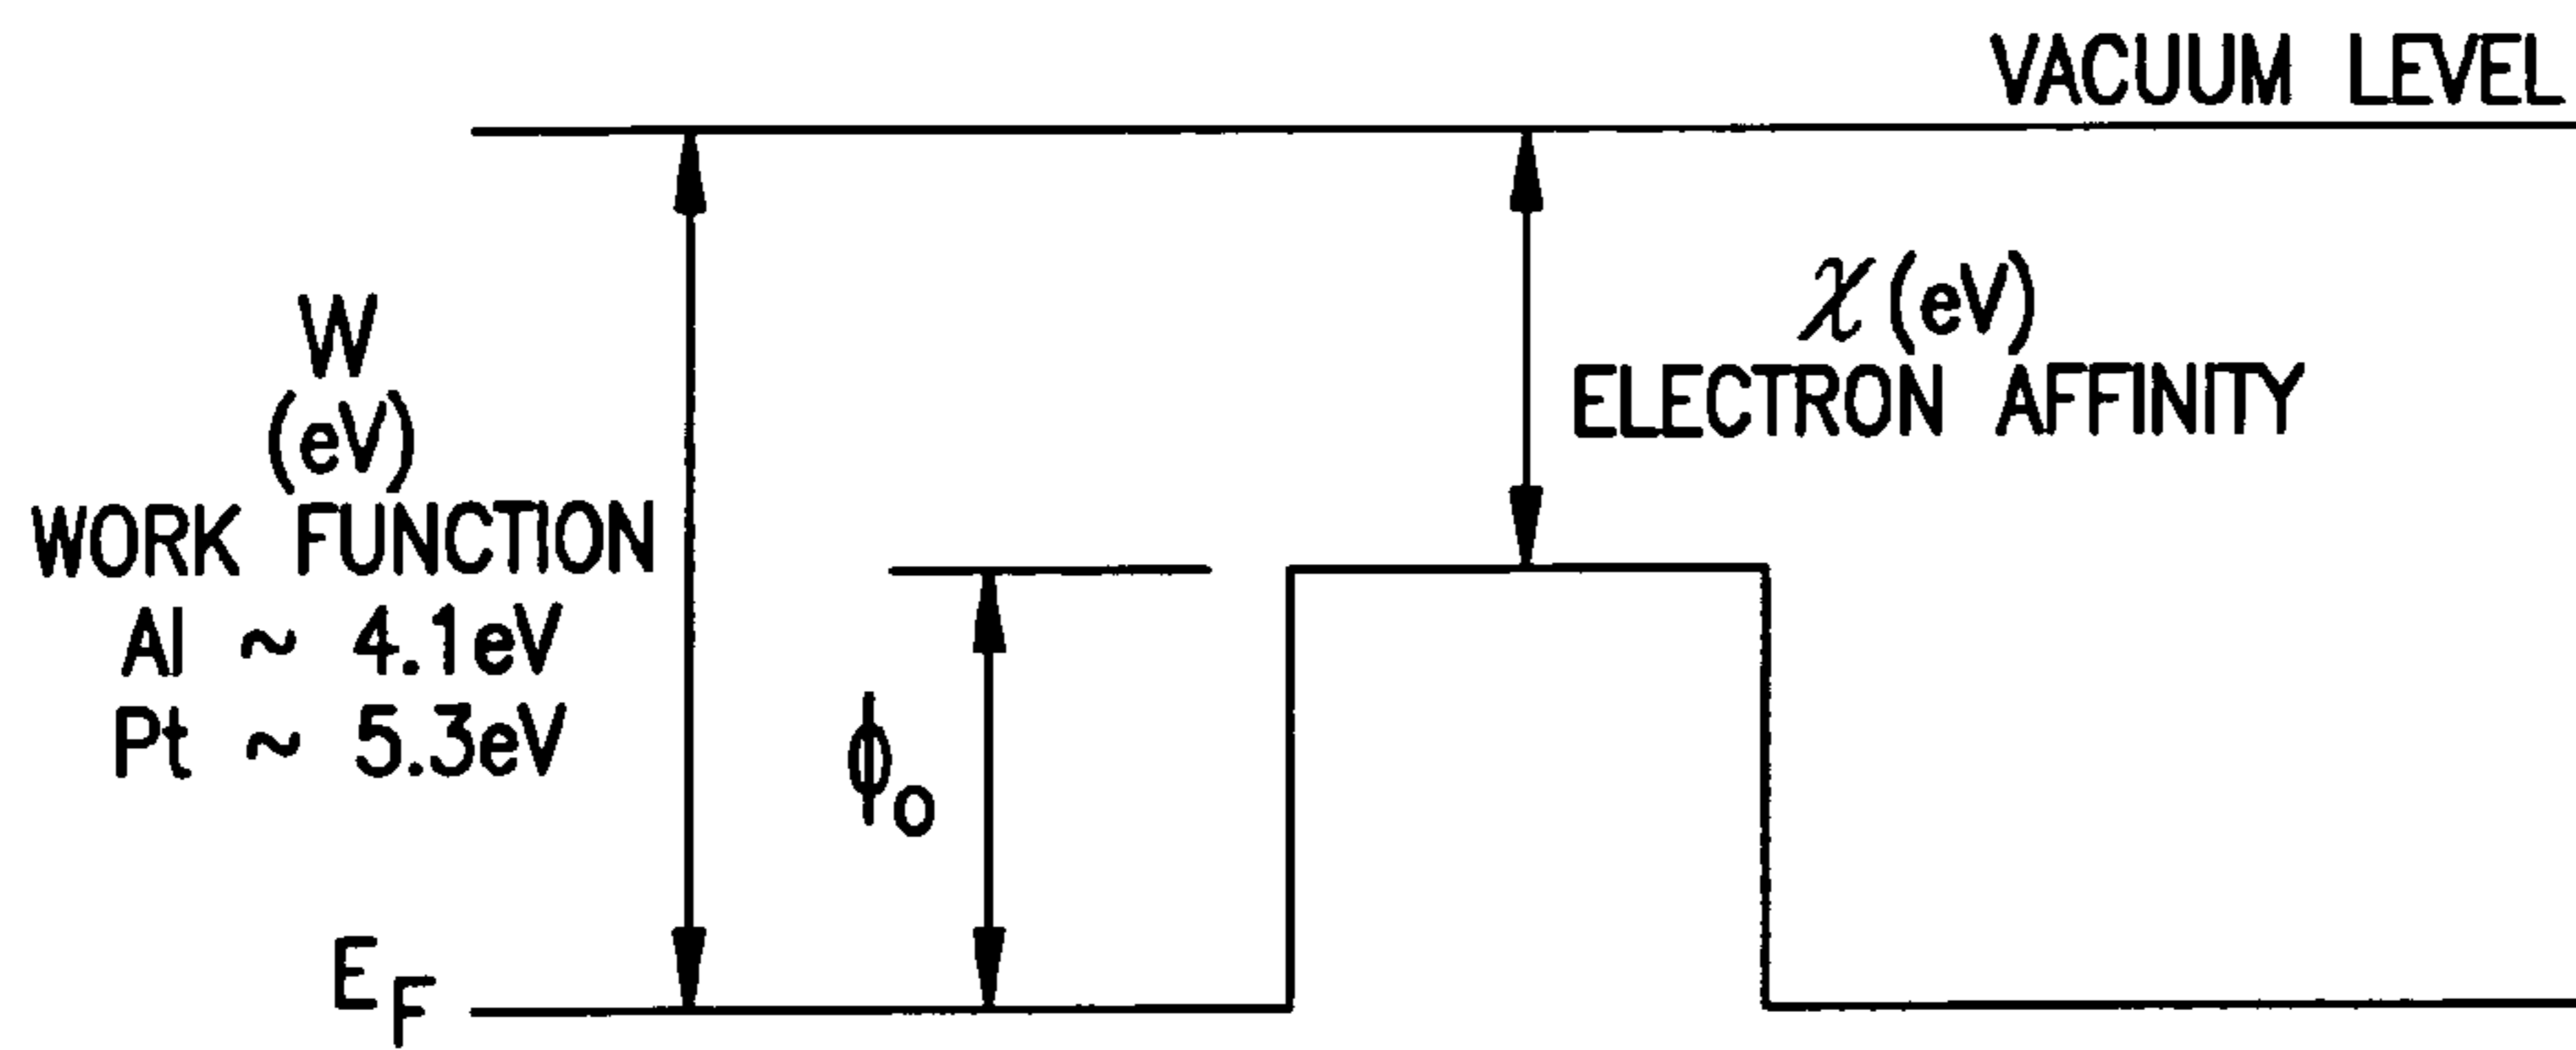 VACUUM LEVEL
W
(eV)
WORK FUNCTION
Al ~ 4.1eV
Pt ~ 5.3eV
χ(eV)
ELECTRON AFFINITY
ϕo
EF